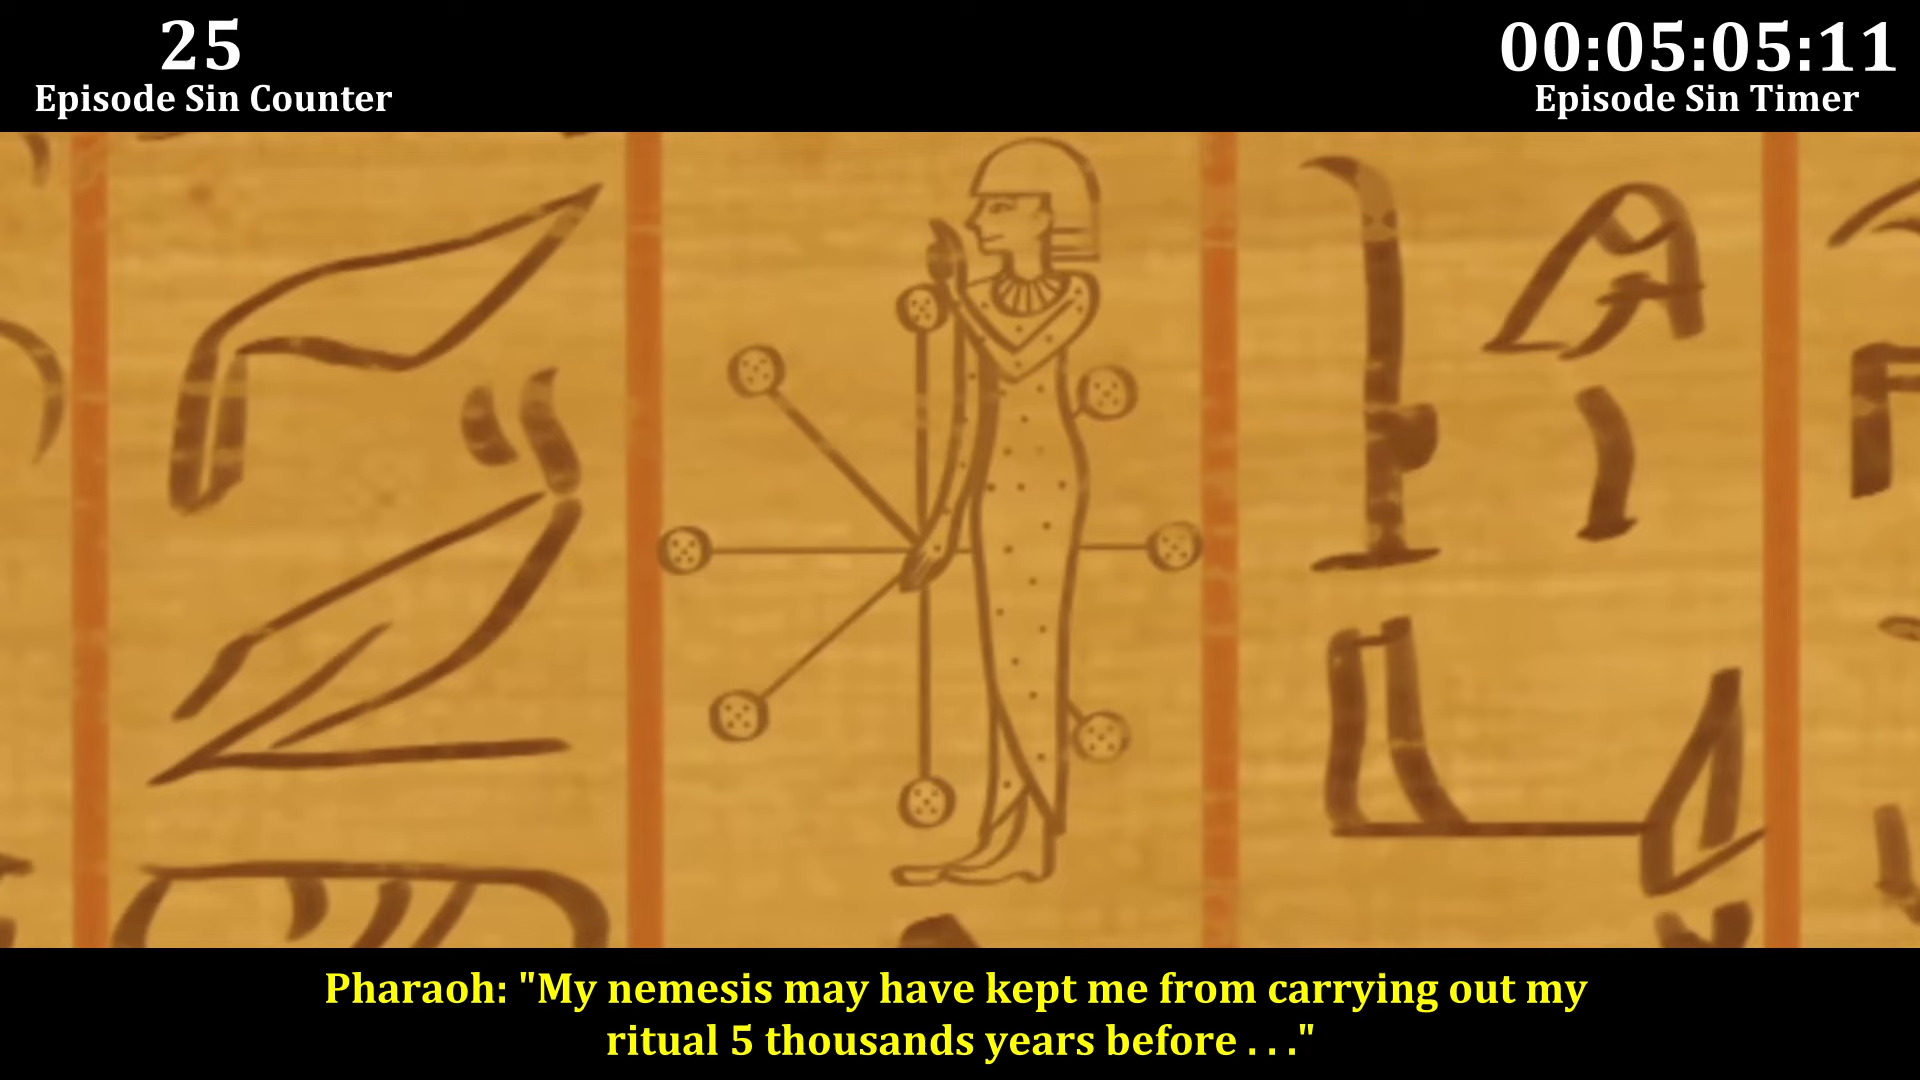 25
Episode Sin Counter
00:05:05:11
Episode Sin Timer
Pharaoh: "My nemesis may have kept me from carrying out my
ritual 5 thousands years before . . ."